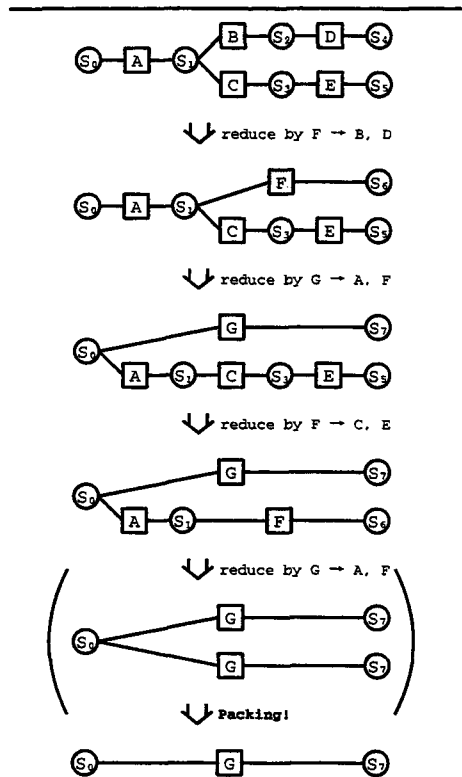 B S₂ D S₄
S₀ A S₁
C S₃ E S₅
reduce by F → B, D
F S₆
S₀ A S₁
C S₃ E S₅
reduce by G → A, F
G S₇
S₀
A S₁ C S₃ E S₅
reduce by F → C, E
G S₇
S₀
A S₁ F S₆
reduce by G → A, F
G S₇
S₀
G S₇
Packing!
S₀ G S₇